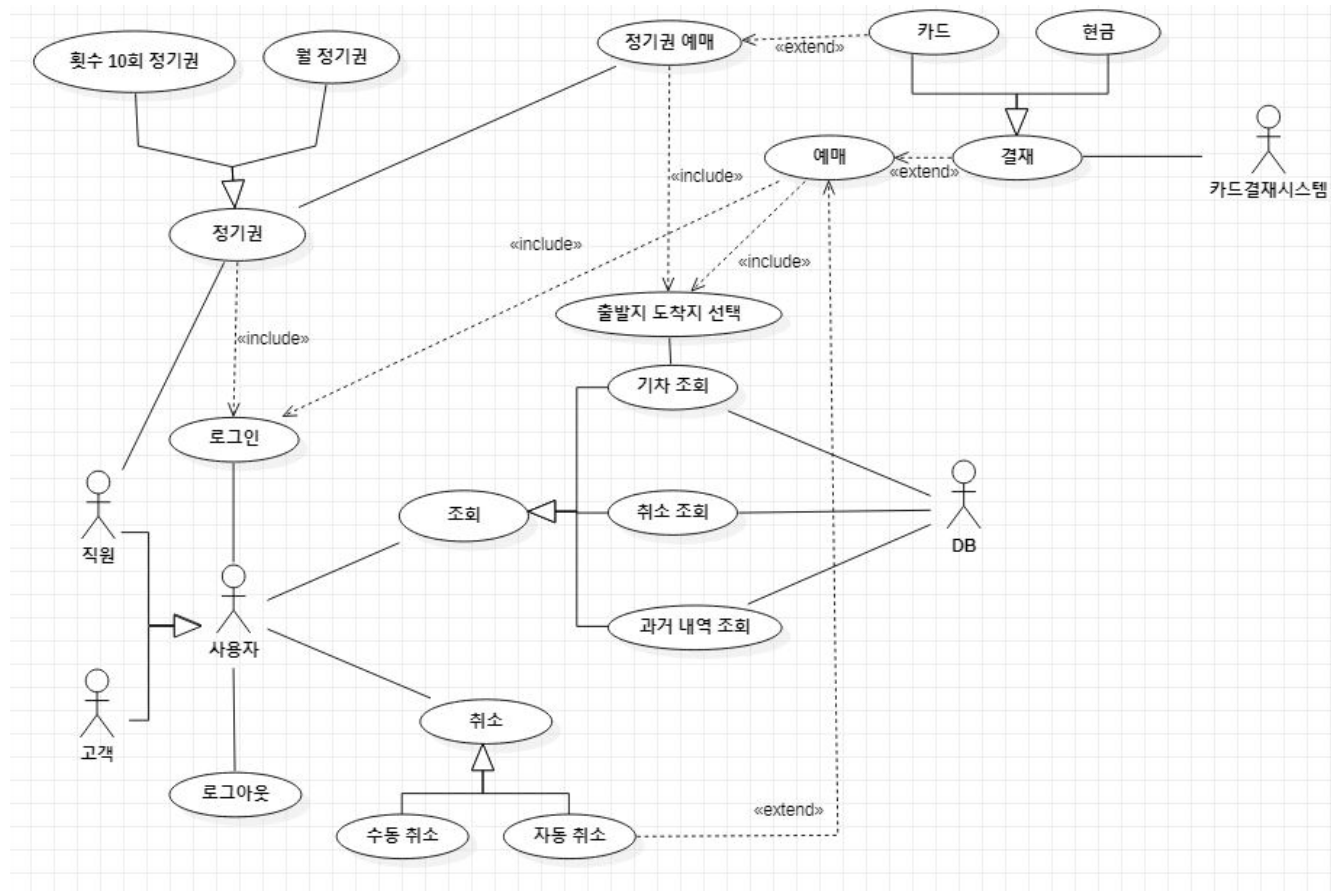 횟수 10회 정기권
월 정기권
정기권 예매
«extend»
카드
현금
예매
«extend»
결재
카드결재시스템
«include»
정기권
«include»
«include»
출발지 도착지 선택
«include»
기차 조회
로그인
조회
취소 조회
직원
DB
과거 내역 조회
사용자
취소
고객
로그아웃
«extend»
수동 취소
자동 취소